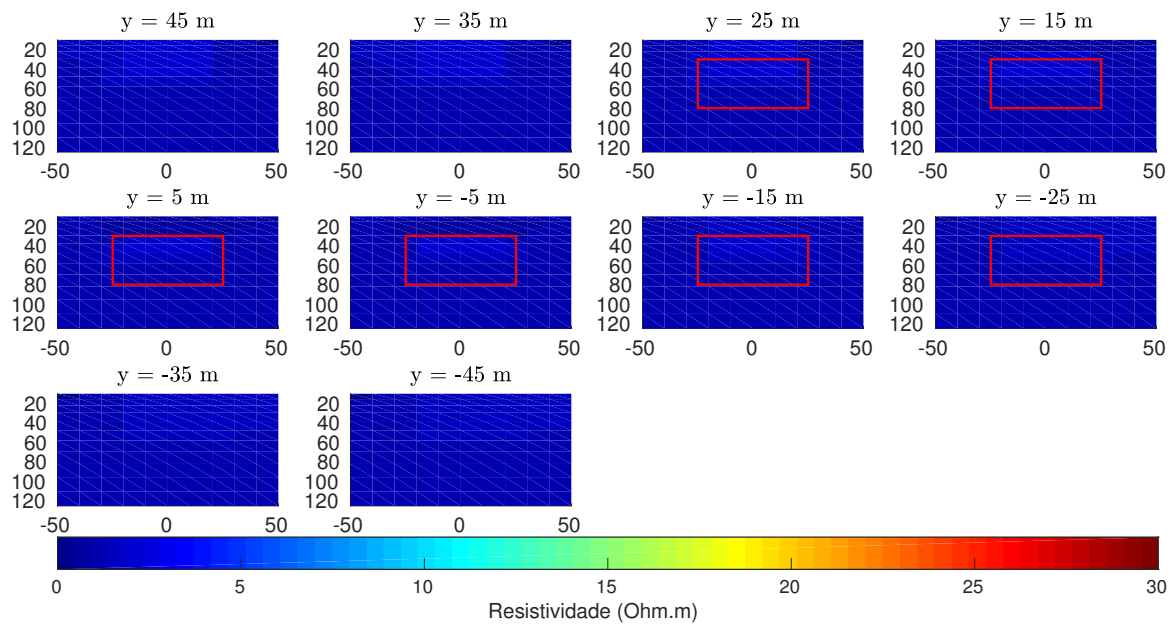 y = 45 m y = 35 m y = 25 m y = 15 m
20 20 20 20
40 40 40 40
60 60 60 60
80 80 80 80
100 100 100 100
120 120 120 120
-50 0 50 -50 0 50 -50 0 50 -50 0 50
y = 5 m y = -5 m y = -15 m y = -25 m
20 20 20 20
40 40 40 40
60 60 60 60
80 80 80 80
100 100 100 100
120 120 120 120
-50 0 50 -50 0 50 -50 0 50 -50 0 50
y = -35 m y = -45 m
20 20
40 40
60 60
80 80
100 100
120 120
-50 0 50 -50 0 50
0 5 10 15 20 25 30
Resistividade (Ohm.m)